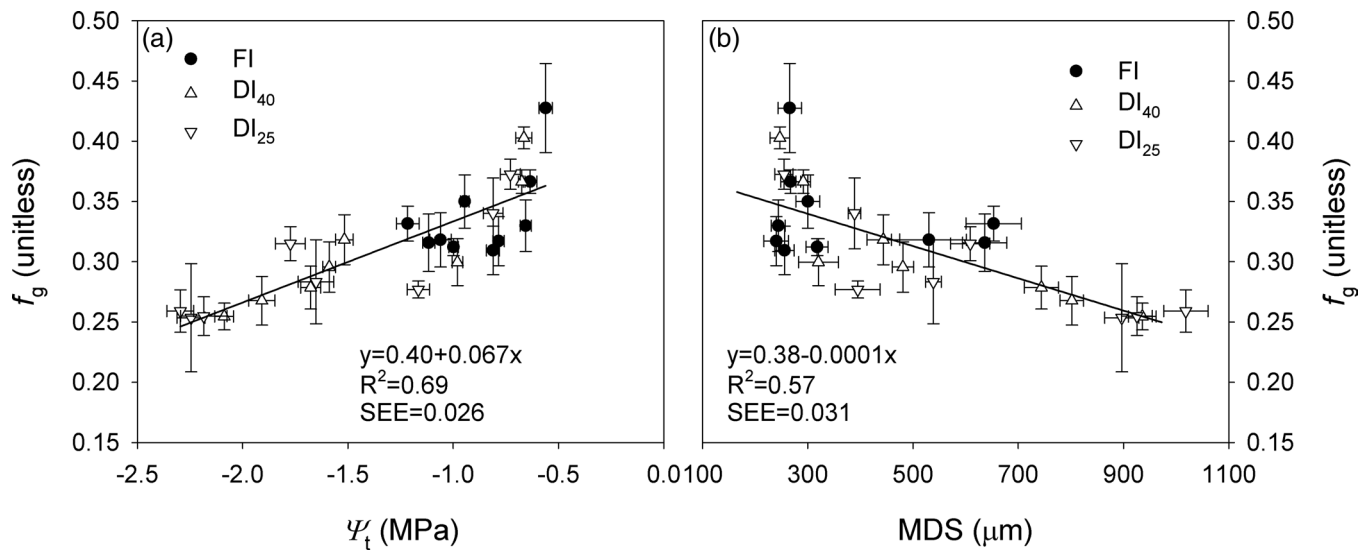 (a)
FI
DI40
DI25
0.50
0.45
0.40
0.35
0.30
0.25
0.20
0.15
fg (unitless)
y=0.40+0.067x
R2=0.69
SEE=0.026
-2.5 -2.0 -1.5 -1.0 -0.5 0.0
Ψt (MPa)
(b)
FI
DI40
DI25
y=0.38-0.0001x
R2=0.57
SEE=0.031
100 300 500 700 900 1100
MDS (μm)
0.50
0.45
0.40
0.35
0.30
0.25
0.20
0.15
fg (unitless)